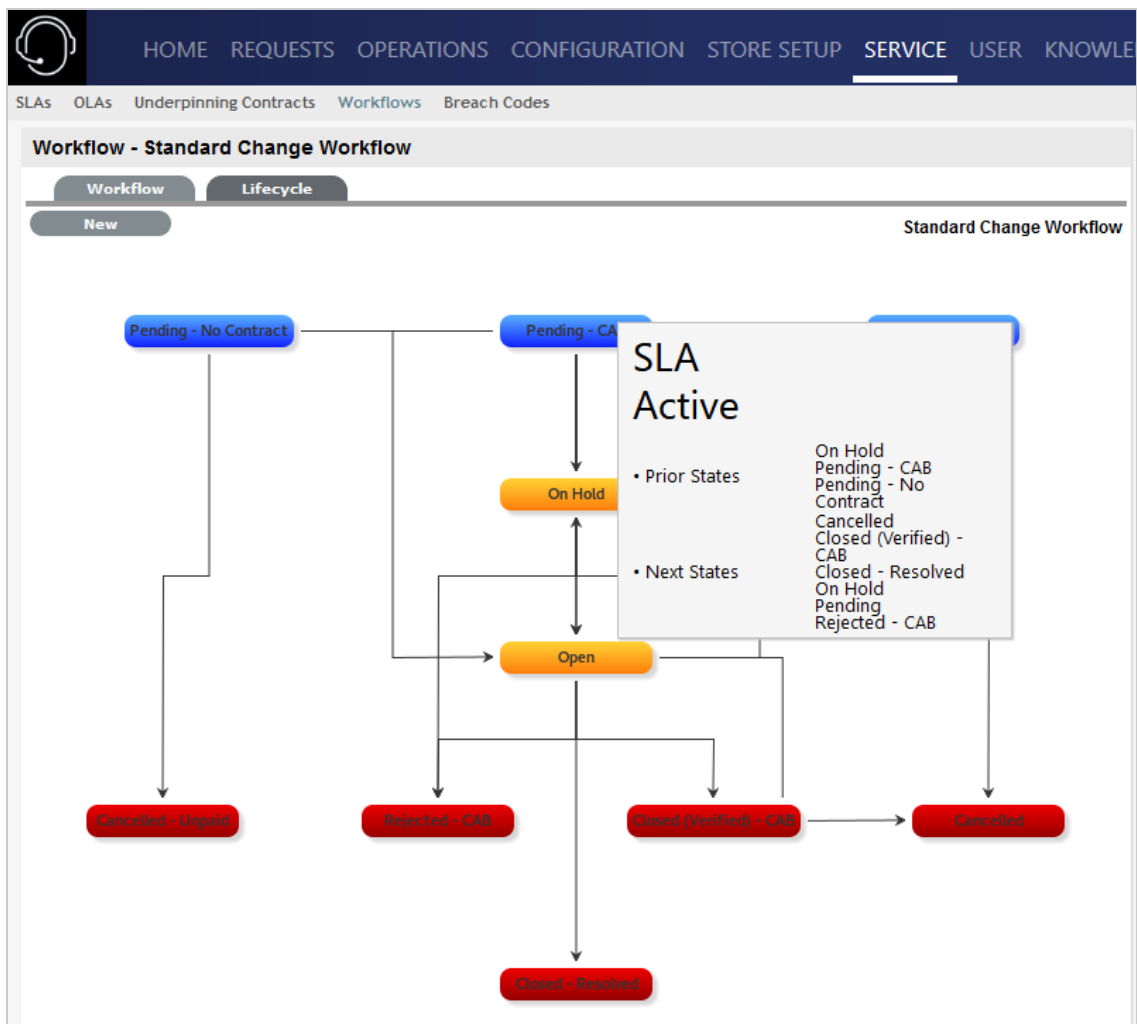 HOME REQUESTS OPERATIONS CONFIGURATION STORE SETUP SERVICE USER KNOWLE
SLAs OLAs Underpinning Contracts Workflows Breach Codes
Workflow - Standard Change Workflow
Workflow Lifecycle
New
Standard Change Workflow
Pending - No Contract
Pending - CA
SLA
Active
• Prior States
On Hold
Pending - CAB
Pending - No
Contract
• Next States
Cancelled
Closed (Verified) -
CAB
Closed - Resolved
On Hold
Pending
Rejected - CAB
On Hold
Open
Cancelled - Unpaid
Rejected - CAB
Closed (Verified) - CAB
Cancelled
Closed - Resolved